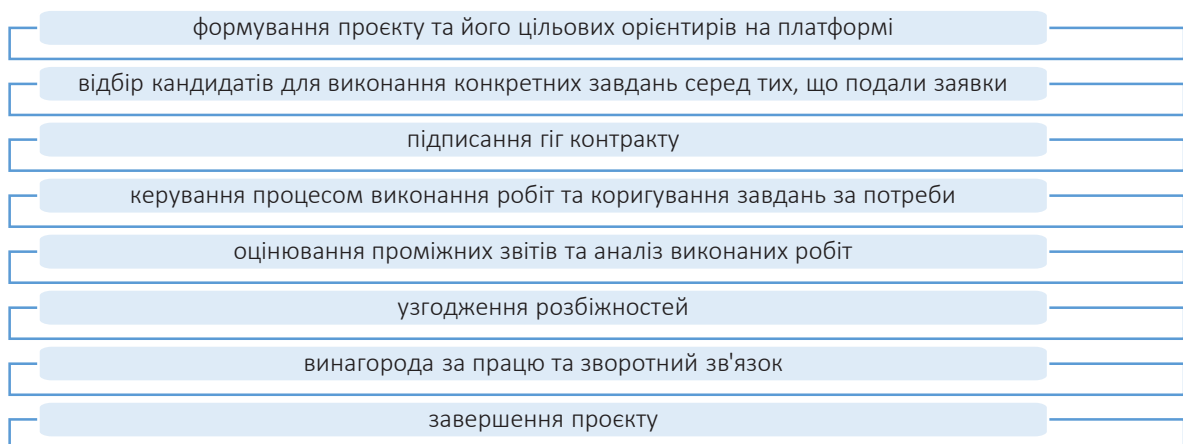 формування проєкту та його цільових орієнтирів на платформі
відбір кандидатів для виконання конкретних завдань серед тих, що подали заявки
підписання гіг контракту
керування процесом виконання робіт та коригування завдань за потреби
оцінювання проміжних звітів та аналіз виконаних робіт
узгодження розбіжностей
винагорода за працю та зворотний зв'язок
завершення проєкту